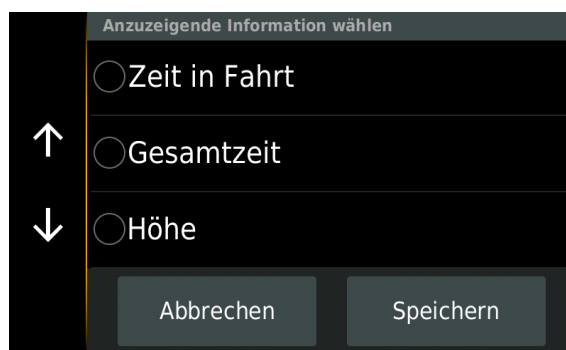 Anzuzeigende Information wählen
Zeit in Fahrt
Gesamtzeit
Höhe
Abbrechen
Speichern